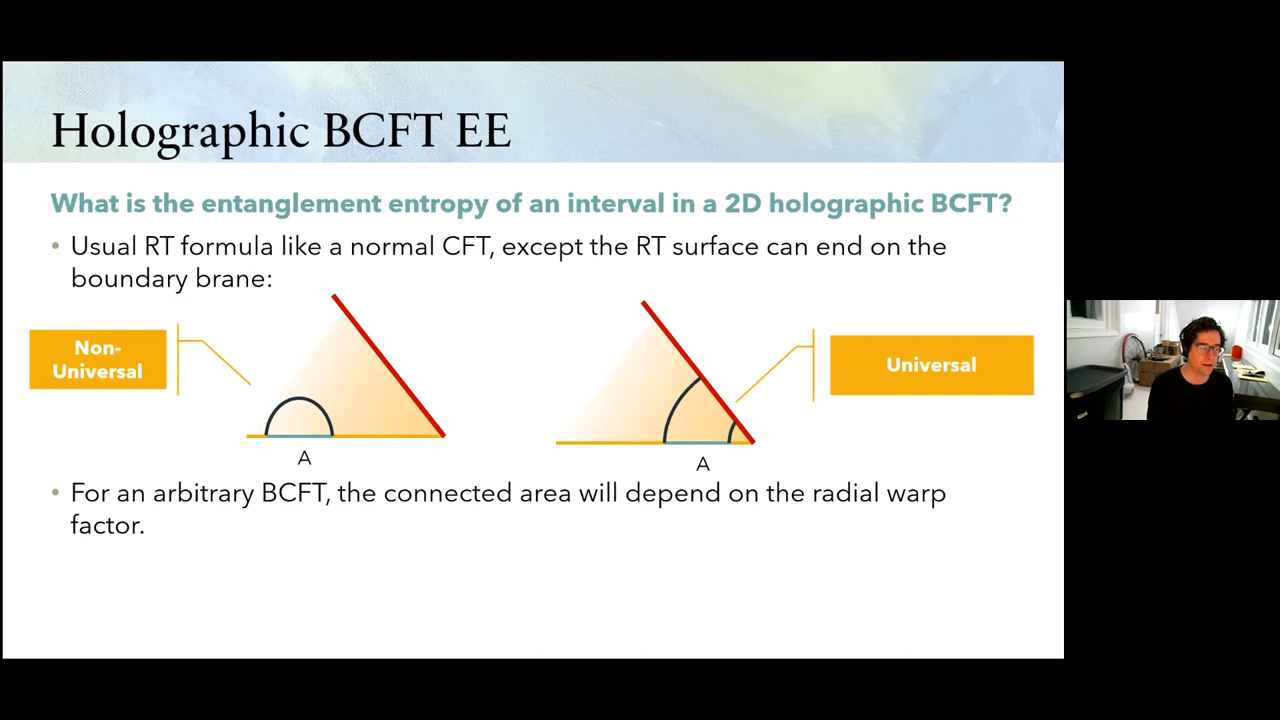 Holographic BCFT EE
What is the entanglement entropy of an interval in a 2D holographic BCFT?
• Usual RT formula like a normal CFT, except the RT surface can end on the
boundary brane:
Non-
Universal
Universal
A
A
• For an arbitrary BCFT, the connected area will depend on the radial warp
factor.